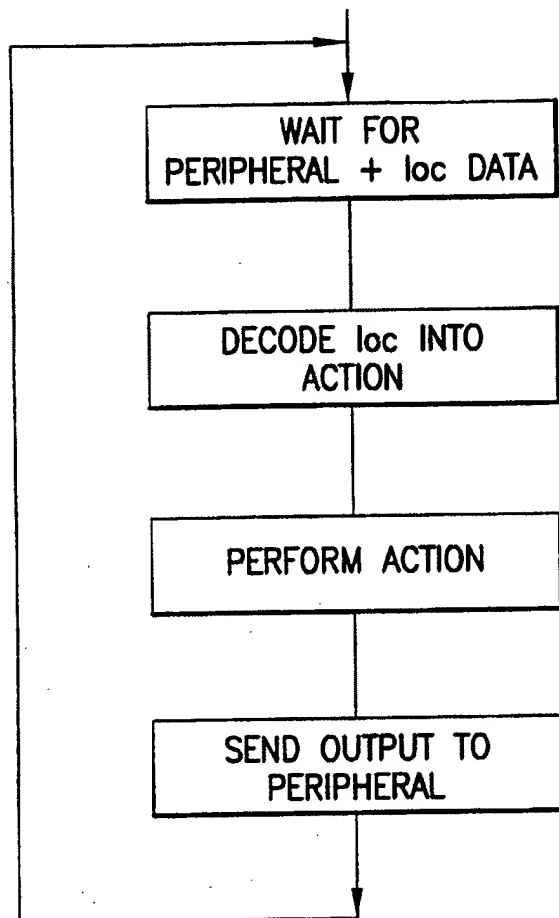 WAIT FOR
PERIPHERAL + loc DATA
DECODE loc INTO
ACTION
PERFORM ACTION
SEND OUTPUT TO
PERIPHERAL